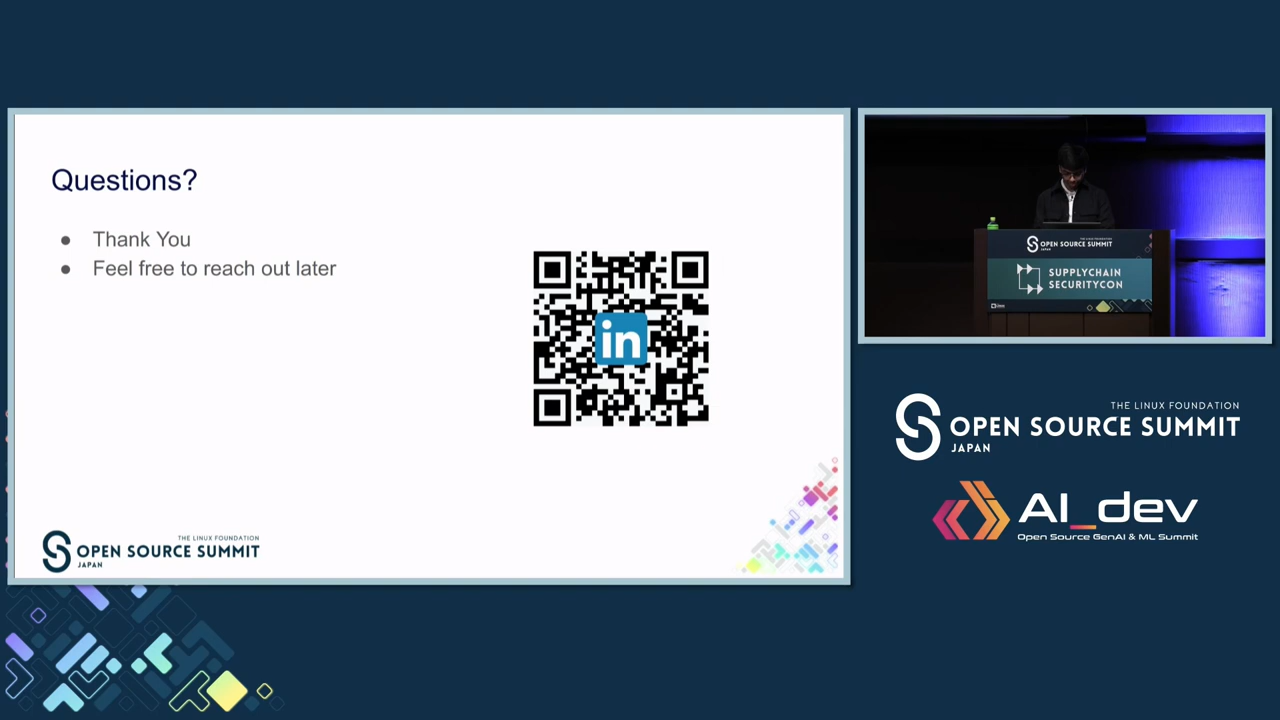 Questions?
● Thank You
● Feel free to reach out later
in
THE LINUX FOUNDATION
OPEN SOURCE SUMMIT
JAPAN
OPEN SOURCE SUMMIT
SUPPLYCHAIN
SECURITYCON
THE LINUX FOUNDATION
OPEN SOURCE SUMMIT
JAPAN
AI_dev
Open Source GenAI & ML Summit